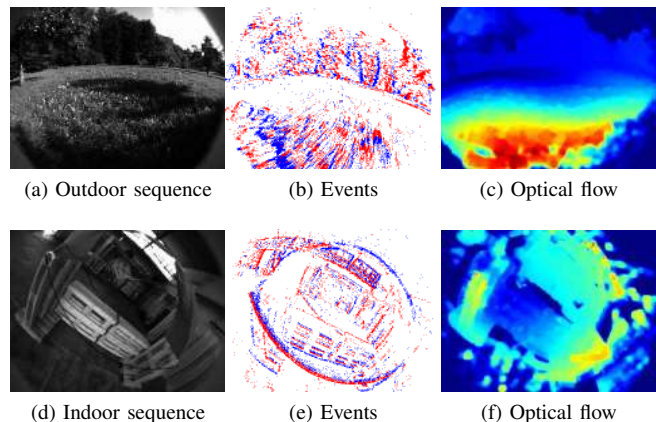 (a) Outdoor sequence
(b) Events
(c) Optical flow
(d) Indoor sequence
(e) Events
(f) Optical flow